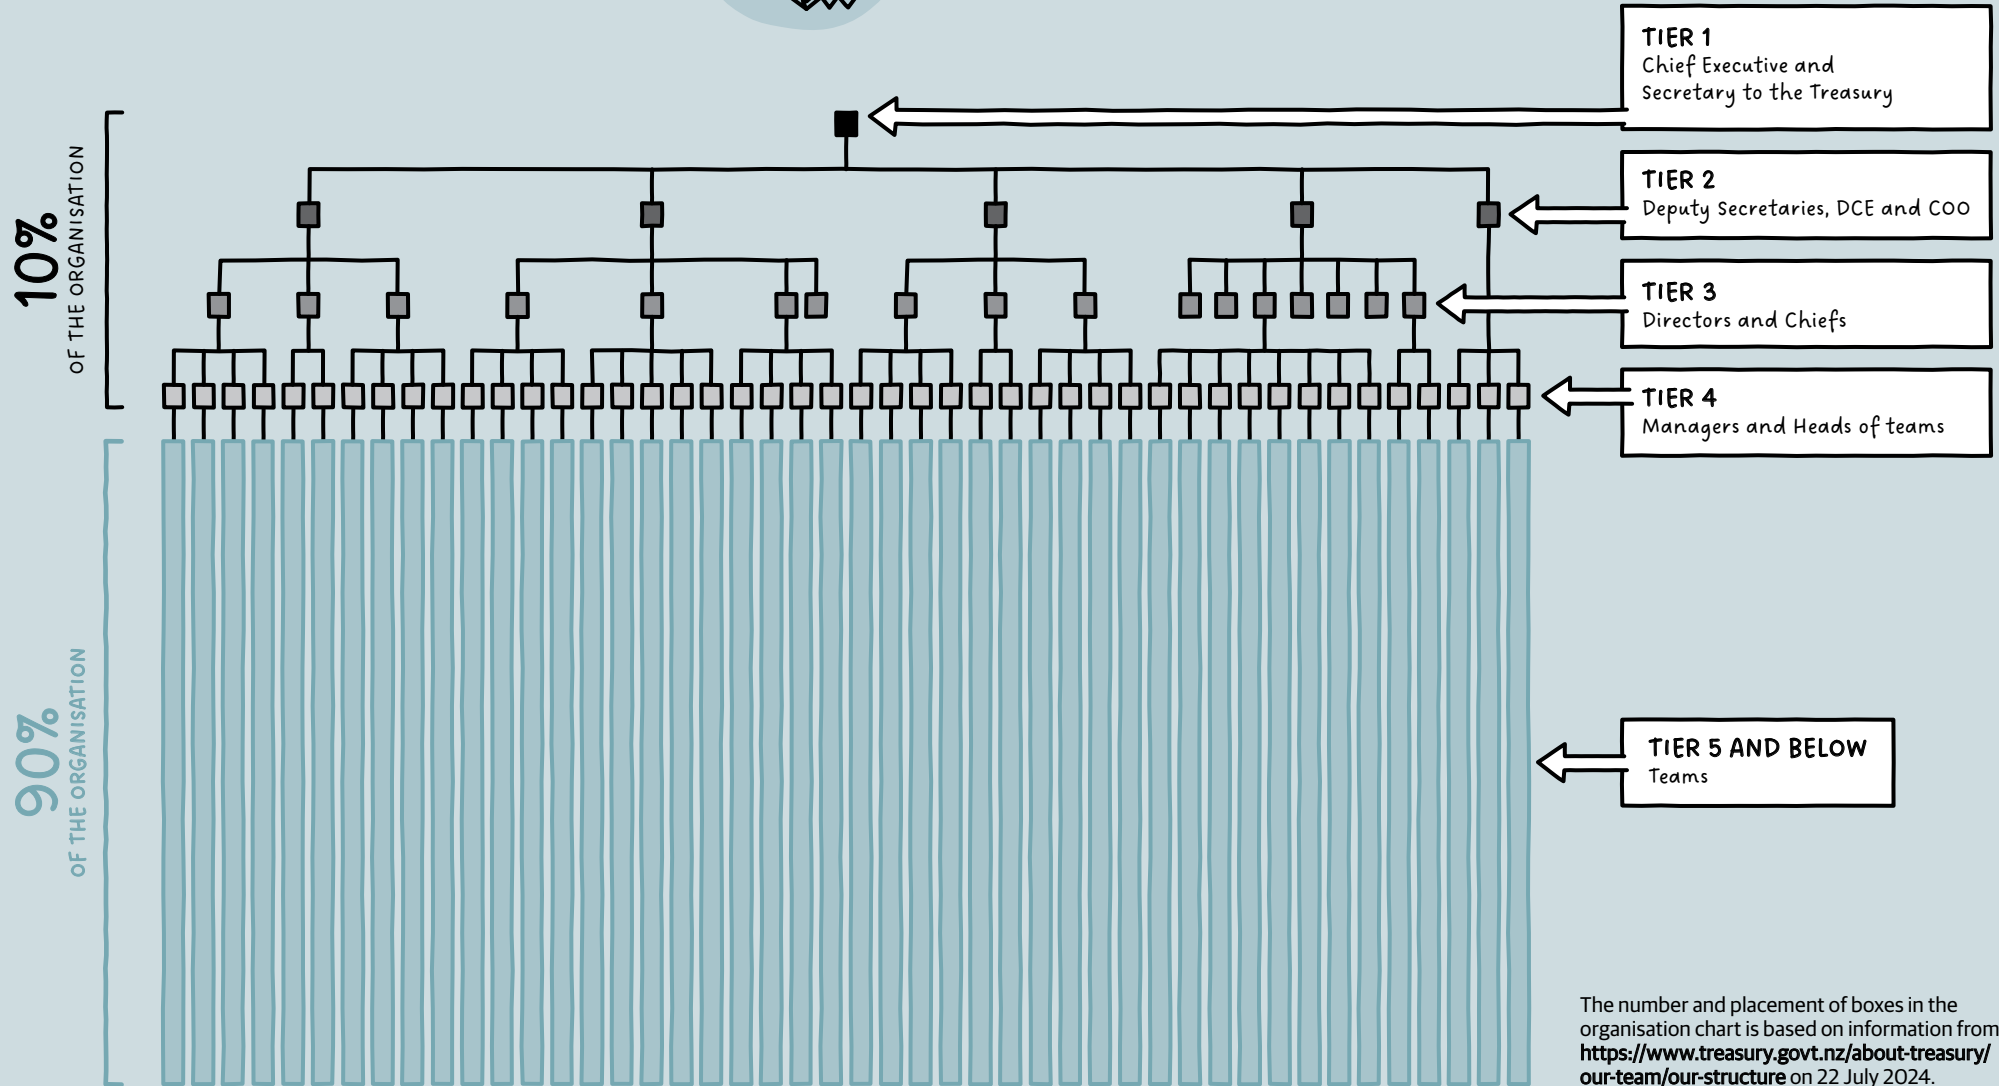 TIER 1
Chief Executive and
Secretary to the Treasury
TIER 2
Deputy Secretaries, DCE and COO
TIER 3
Directors and Chiefs
TIER 4
Managers and Heads of teams
10%
OF THE ORGANISATION
90%
OF THE ORGANISATION
TIER 5 AND BELOW
Teams
The number and placement of boxes in the
organisation chart is based on information from
https://www.treasury.govt.nz/about-treasury/
our-team/our-structure on 22 July 2024.